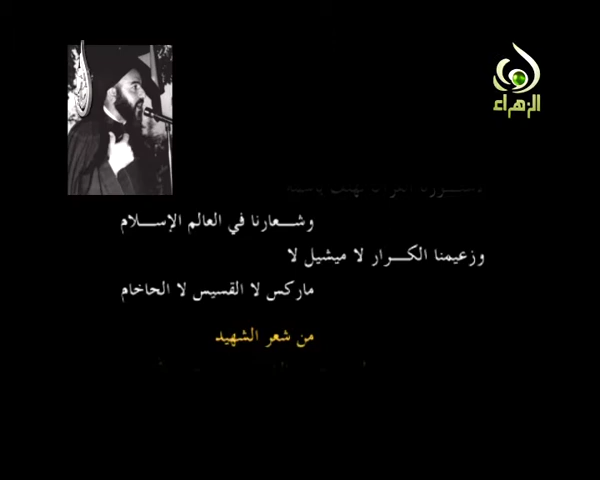 الزهراء
وشعارنا في العالم الإسلام
وزعيمنا الكرار لا ميشيل لا
ماركس لا القسيس لا الحاخام
من شعر الشهيد